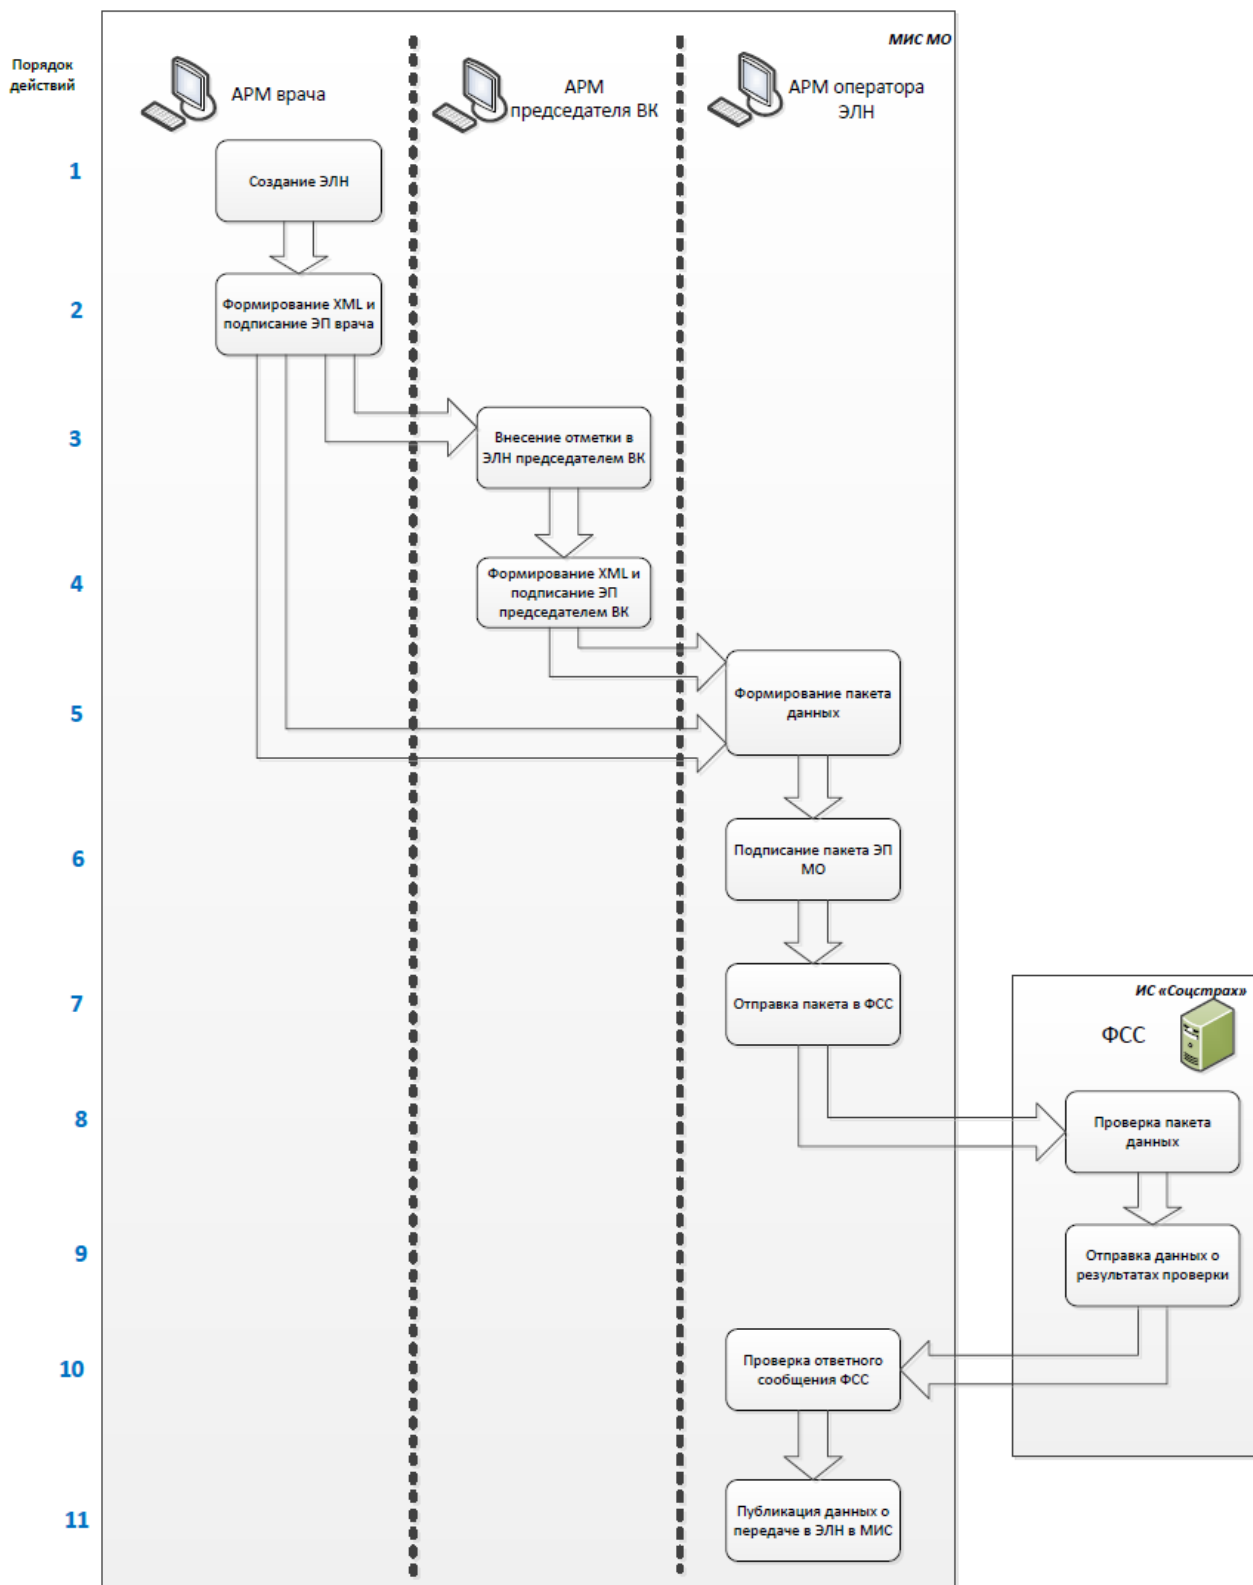 МИС МО
Порядок
действий
АРМ врача
АРМ
председателя ВК
АРМ оператора
ЭЛН
1
Создание ЭЛН
2
Формирование XML и
подписание ЭП врача
3
Внесение отметки в
ЭЛН председателем ВК
4
Формирование XML и
подписание ЭП
председателем ВК
5
Формирование пакета
данных
6
Подписание пакета ЭП
МО
7
Отправка пакета в ФСС
ИС «Соцстрах»
ФСС
8
Проверка пакета
данных
9
Отправка данных о
результатах проверки
10
Проверка ответного
сообщения ФСС
11
Публикация данных о
передаче в ЭЛН в МИС